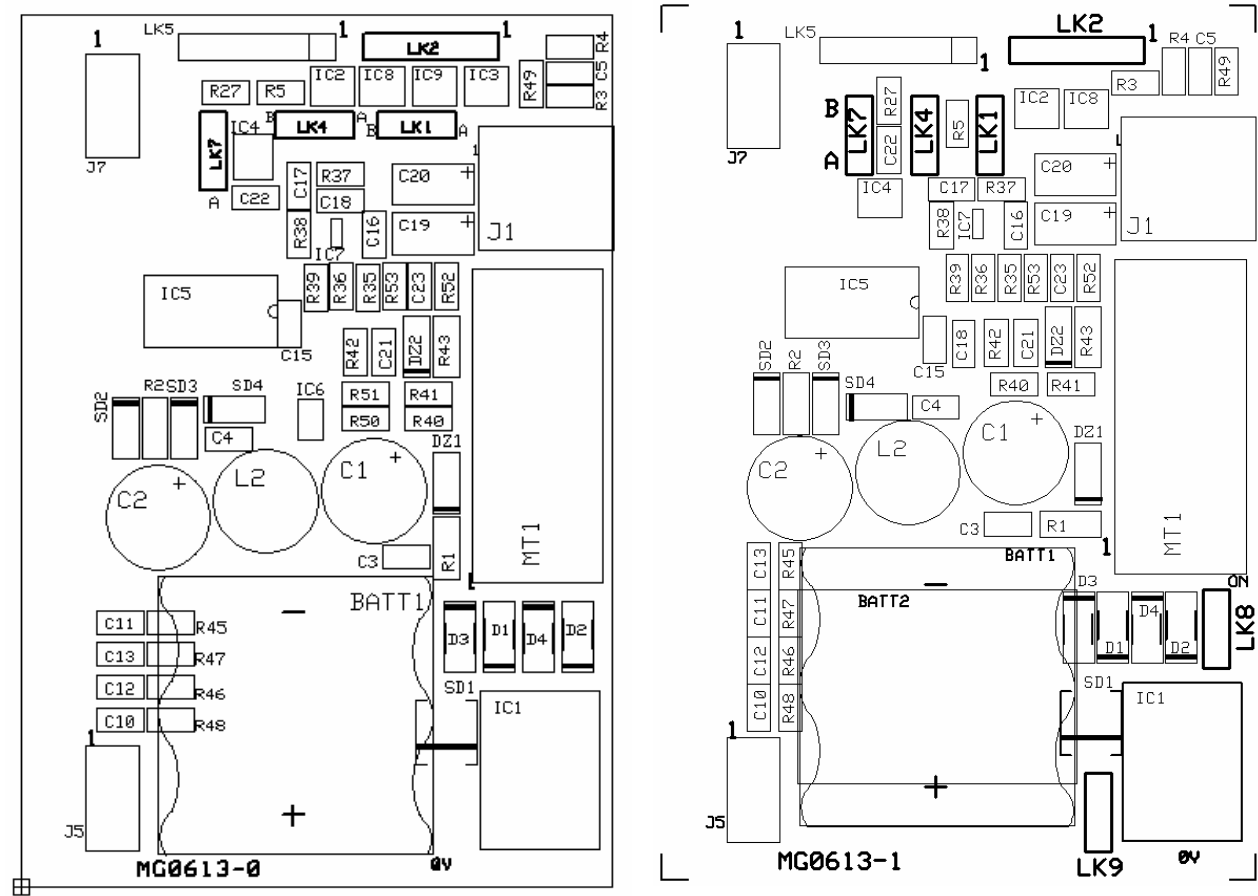 1
LK5
1
LK2
1
R4
C5
R3
R49
IC2
IC8
IC9
IC3
R27
R5
J7
LK7
A
IC4
B
LK4
A
B
LK1
A
1
C22
C17
R37
C18
C20
+
R38
IC7
C16
C19
+
J1
IC5
C15
R39
R36
R35
R53
C23
R52
R42
C21
DZ2
R43
SD2
R2
SD3
SD4
IC6
R51
R41
R50
R40
C4
DZ1
C2
+
L2
C1
+
C3
R1
MT1
BATT1
−
C11
R45
C13
R47
C12
R46
C10
R48
D3
D1
D4
D2
SD1
IC1
1
J5
+
MG0613-0
0V
1
J7
1
LK2
1
R4
C5
R49
LK5
R3
B
A
LK7
R27
C22
LK4
R5
LK1
IC2
IC8
IC4
C17
R37
C20
+
R38
IC7
C16
C19
+
J1
R39
R36
R35
R53
C23
R52
IC5
C15
C18
R42
C21
DZ2
R43
SD2
R2
SD3
SD4
R40
R41
C4
DZ1
C2
+
L2
C1
+
C3
R1
1
MT1
C13
R45
BATT1
−
BATT2
C11
R47
C12
R46
C10
R48
D3
D1
D4
D2
ON
LK8
SD1
IC1
1
J5
+
MG0613-1
LK9
0V